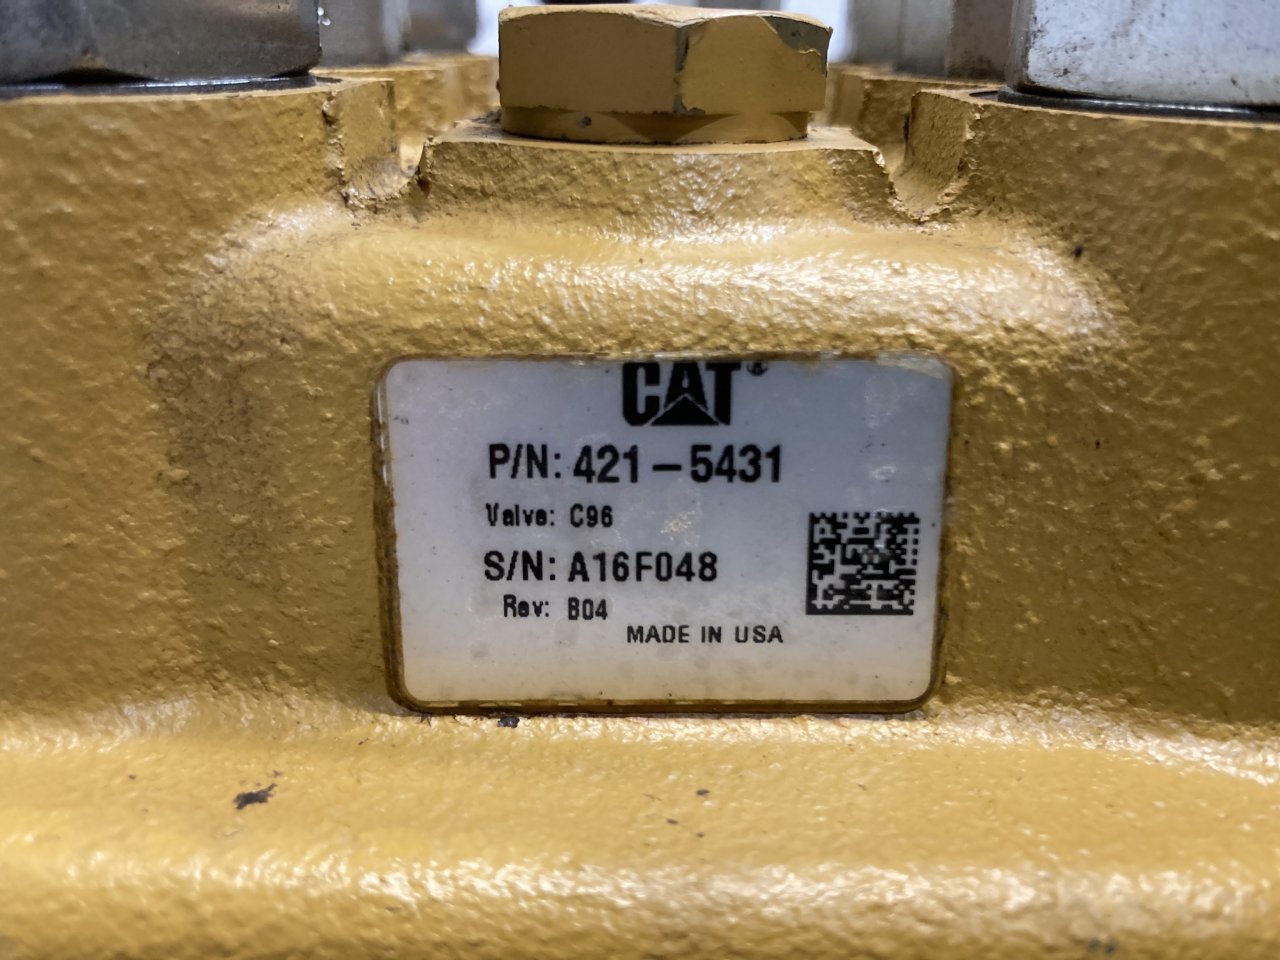 CAT®
P/N: 421-5431
Valve: C96
S/N: A16F048
Rev: B04
MADE IN USA